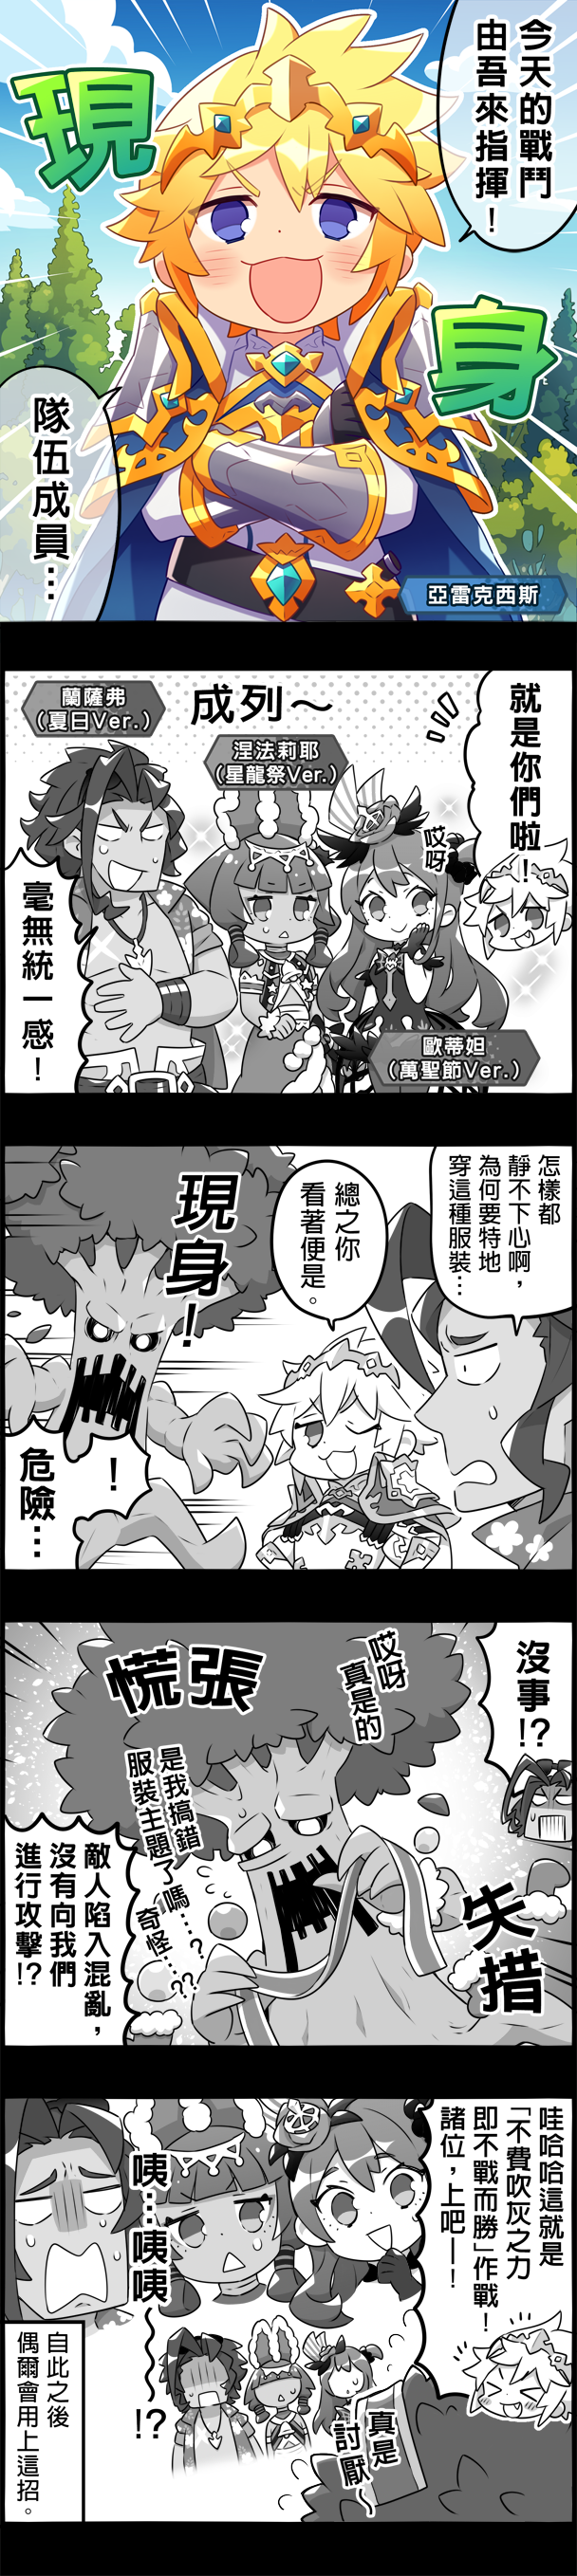 今天的戰鬥
由吾來指揮！
現
身
隊伍成員…
亞雷克西斯
就是你們啦！
成列～
蘭薩弗
（夏日Ver.）
涅法莉耶
（星龍祭Ver.）
哎呀
歐蒂妲
（萬聖節Ver.）
毫無統一感！
怎樣都
靜不下心啊，
為何要特地
穿這種服裝…
總之你
看著便是。
現身！
！
危險…
沒事!?
哎呀
真是的
慌張
是我搞錯
服裝主題了嗎…？
奇怪…??
失措
敵人陷入混亂，
沒有向我們
進行攻擊!?
哇哈哈這就是
「不費吹灰之力
即不戰而勝」作戰！
諸位，上吧—！
咦…咦咦～～!?
真是
討厭～
自此之後
偶爾會用上這招。